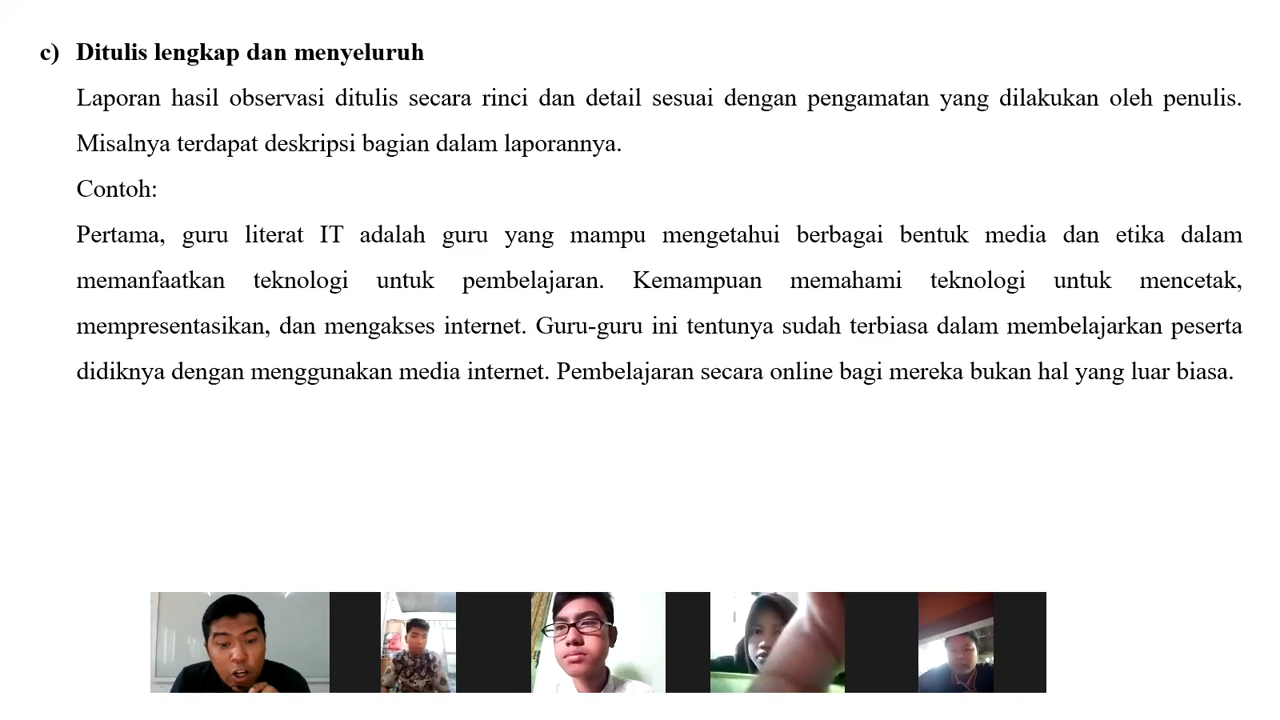 c) Ditulis lengkap dan menyeluruh
Laporan hasil observasi ditulis secara rinci dan detail sesuai dengan pengamatan yang dilakukan oleh penulis.
Misalnya terdapat deskripsi bagian dalam laporannya.
Contoh:
Pertama, guru literat IT adalah guru yang mampu mengetahui berbagai bentuk media dan etika dalam
memanfaatkan teknologi untuk pembelajaran. Kemampuan memahami teknologi untuk mencetak,
mempresentasikan, dan mengakses internet. Guru-guru ini tentunya sudah terbiasa dalam membelajarkan peserta
didiknya dengan menggunakan media internet. Pembelajaran secara online bagi mereka bukan hal yang luar biasa.